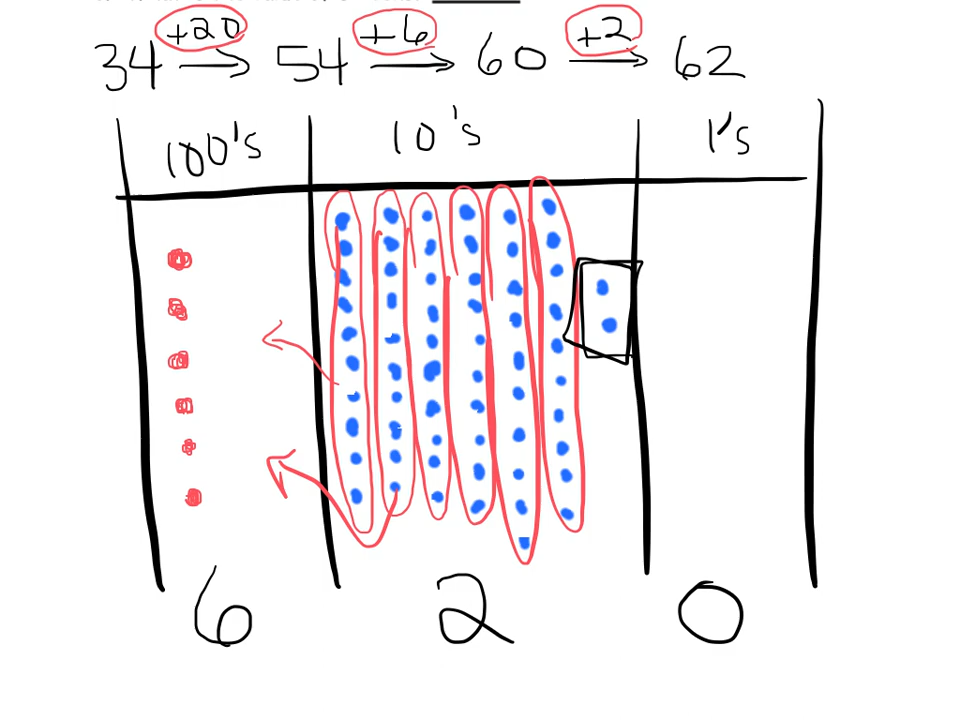 34 +20 → 54 +6 → 60 +2 → 62
100's 10's 1's
6 2 0